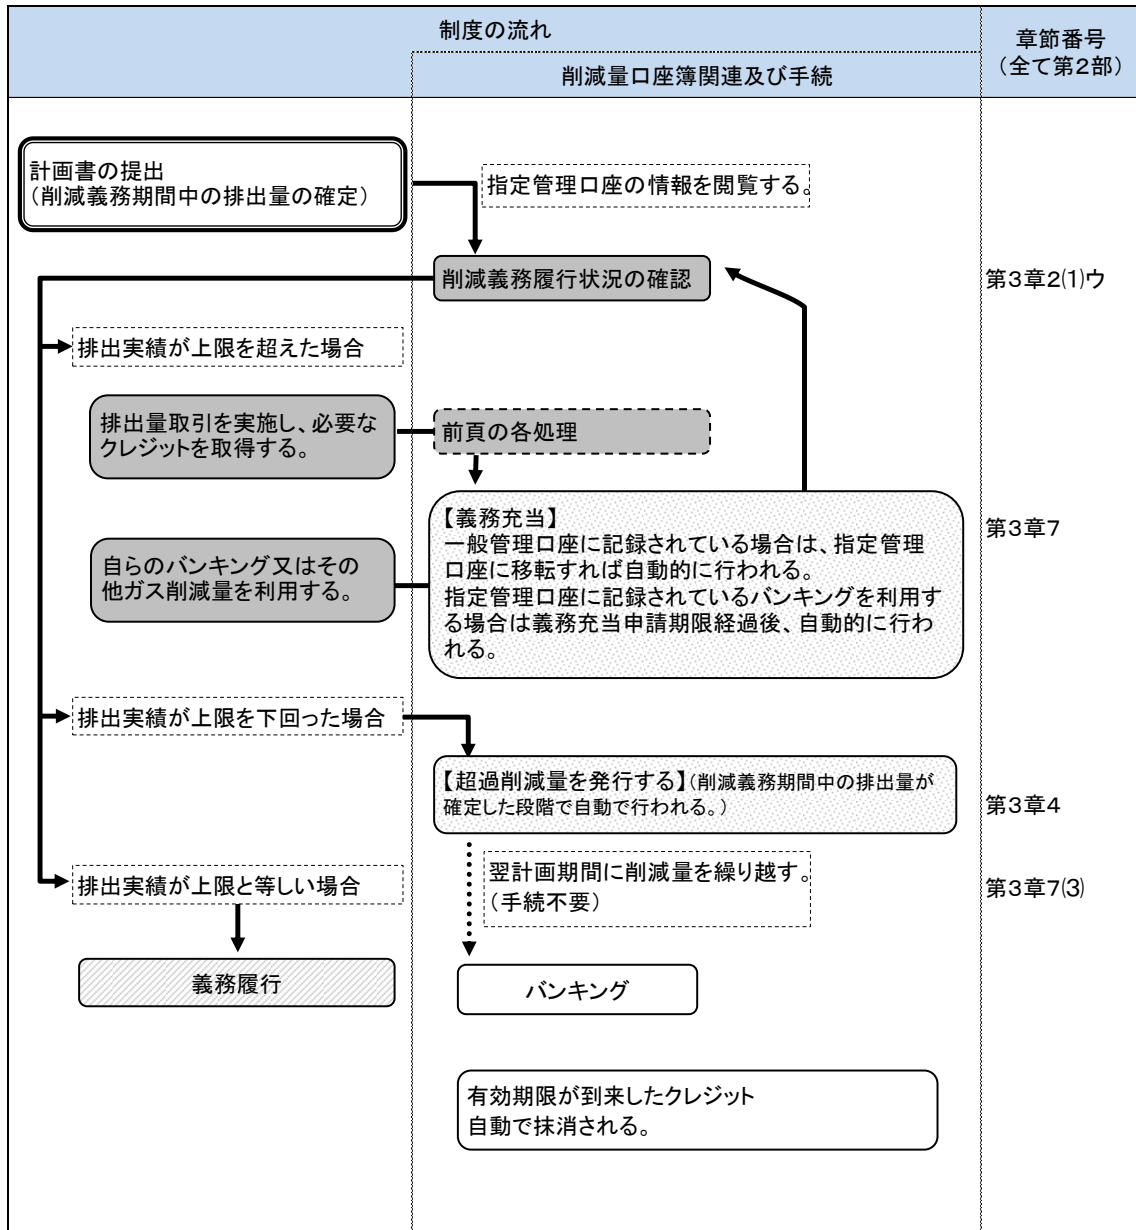 制度の流れ
章節番号
(全て第2部)
削減量口座簿関連及び手続
計画書の提出
(削減義務期間中の排出量の確定)
指定管理口座の情報を閲覧する。
削減義務履行状況の確認
第3章2⑴ウ
排出実績が上限を超えた場合
排出量取引を実施し、必要な
クレジットを取得する。
前頁の各処理
【義務充当】
一般管理口座に記録されている場合は、指定管理
口座に移転すれば自動的に行われる。
指定管理口座に記録されているバンキングを利用す
る場合は義務充当申請期限経過後、自動的に行わ
れる。
第3章7
自らのバンキング又はその
他ガス削減量を利用する。
排出実績が上限を下回った場合
【超過削減量を発行する】(削減義務期間中の排出量が
確定した段階で自動で行われる。)
第3章4
翌計画期間に削減量を繰り越す。
(手続不要)
第3章7⑶
排出実績が上限と等しい場合
義務履行
バンキング
有効期限が到来したクレジット
自動で抹消される。